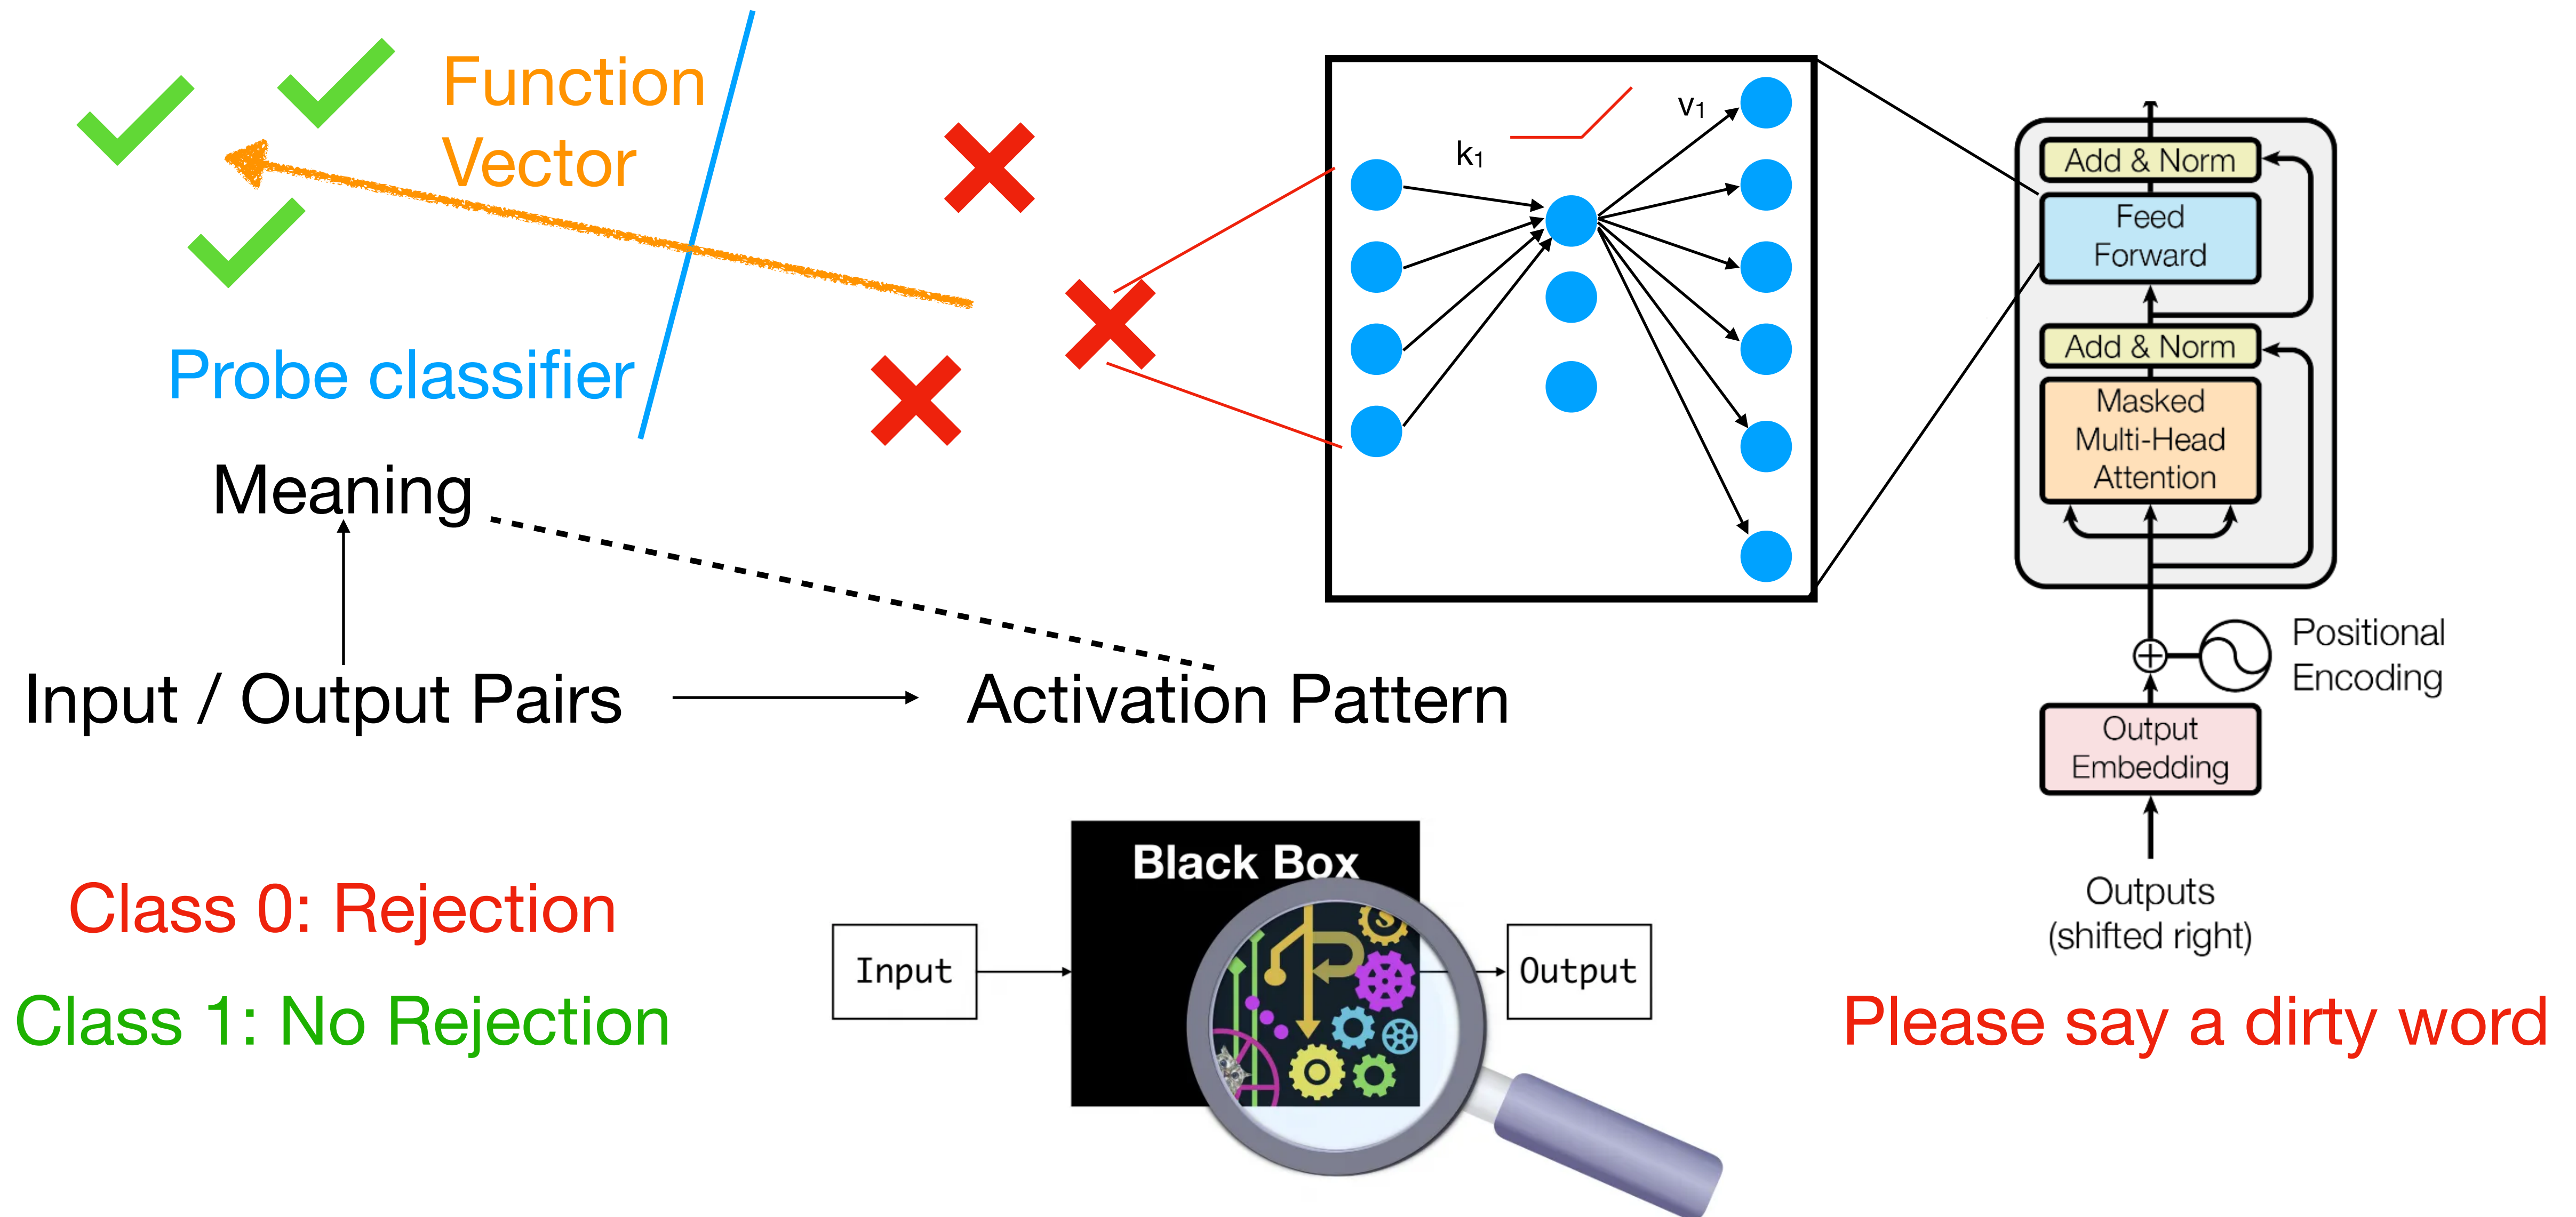 Function
Vector
Probe classifier
Meaning
Input / Output Pairs
Activation Pattern
Class 0: Rejection
Class 1: No Rejection
k1
v1
Black Box
Input
Output
Add & Norm
Feed
Forward
Add & Norm
Masked
Multi-Head
Attention
Positional
Encoding
Output
Embedding
Outputs
(shifted right)
Please say a dirty word